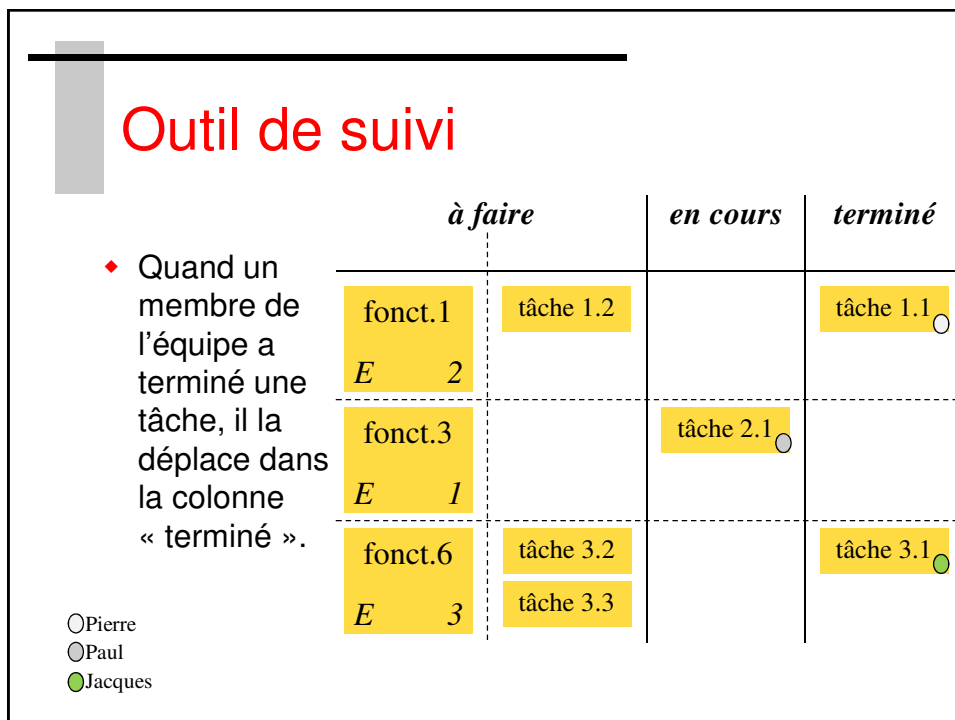 Outil de suivi
à faire en cours terminé
Quand un
membre de
l’équipe a
terminé une
tâche, il la
déplace dans
la colonne
« terminé ».
fonct.1 tâche 1.2 tâche 1.1
E 2
fonct.3 tâche 2.1
E 1
fonct.6 tâche 3.2 tâche 3.1
tâche 3.3
E 3
Pierre
Paul
Jacques